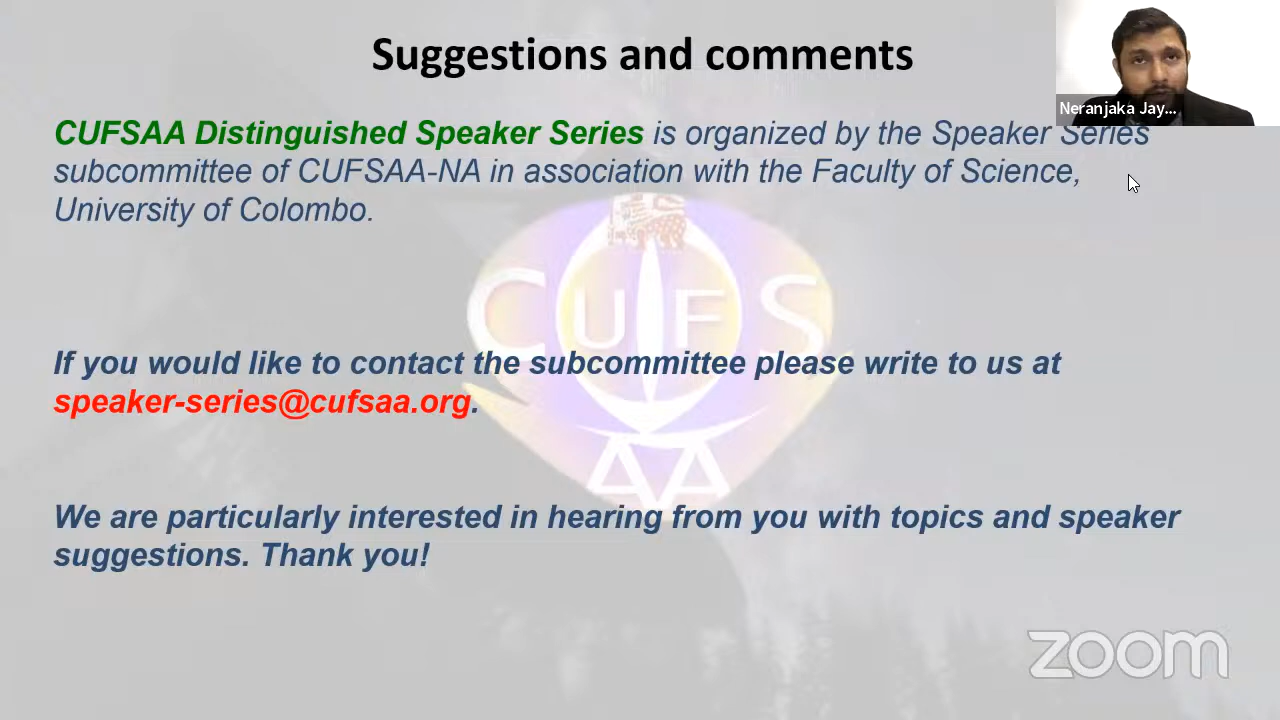 Suggestions and comments
Neranjaka Jay...
CUFSAA Distinguished Speaker Series is organized by the Speaker Series
subcommittee of CUFSAA-NA in association with the Faculty of Science,
University of Colombo.
CUFS
AA
If you would like to contact the subcommittee please write to us at
speaker-series@cufsaa.org.
We are particularly interested in hearing from you with topics and speaker
suggestions. Thank you!
zoom